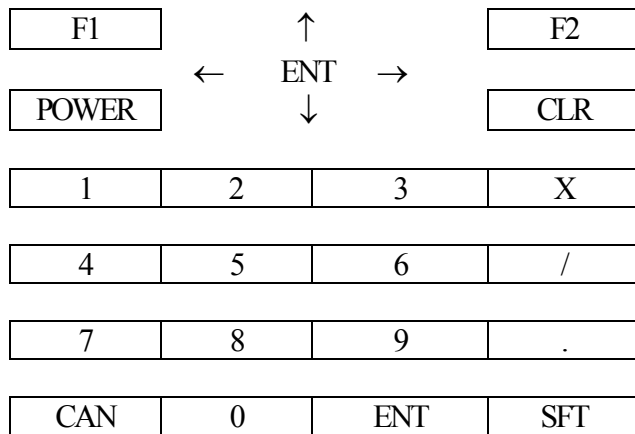 F1 ↑ F2
← ENT →
POWER ↓ CLR
1 2 3 X
4 5 6 /
7 8 9 .
CAN 0 ENT SFT